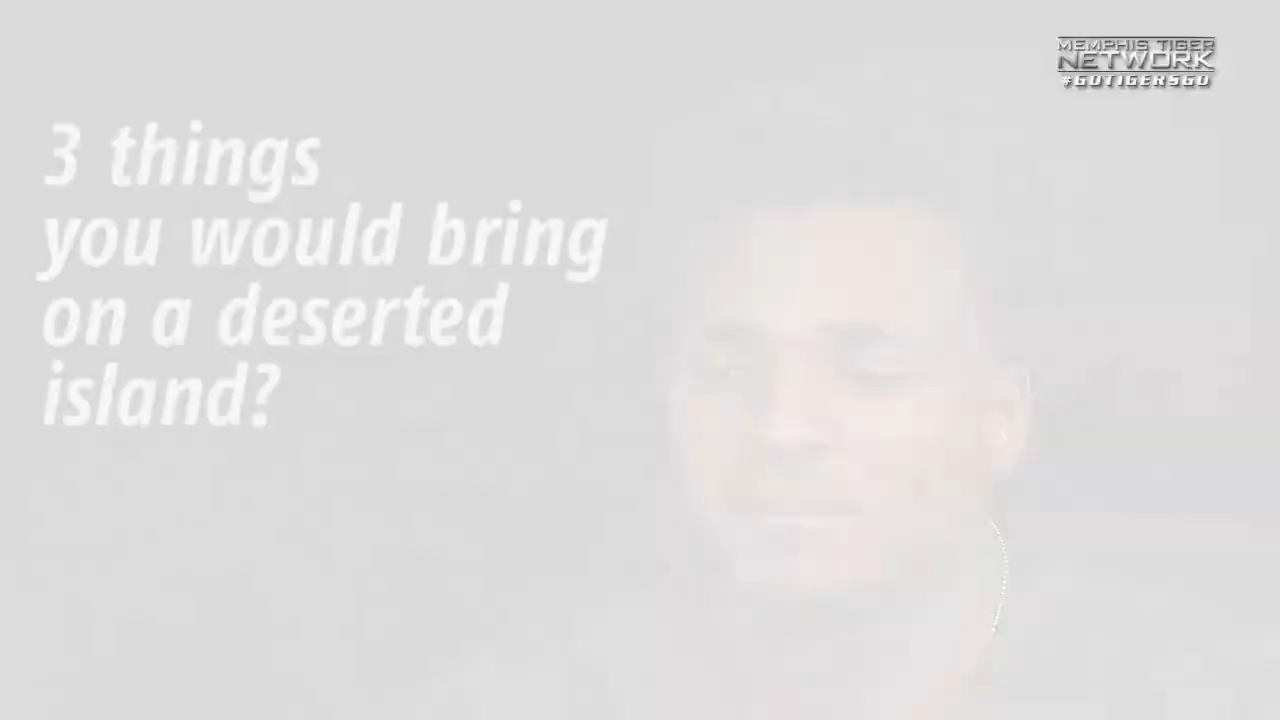 MEMPHIS TIGER
NETWORK
#GOTIGERSGO
3 things
you would bring
on a deserted
island?